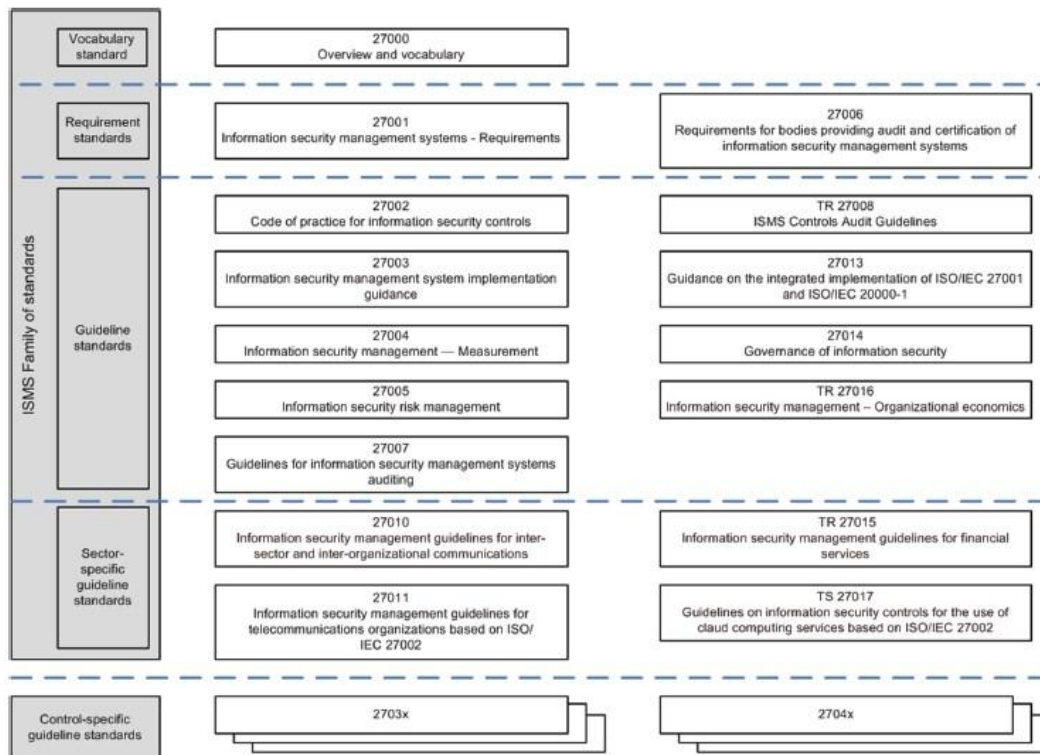 ISMS Family of standards
Vocabulary
standard
27000
Overview and vocabulary
Requirement
standards
27001
Information security management systems - Requirements
27006
Requirements for bodies providing audit and certification of
information security management systems
Guideline
standards
27002
Code of practice for information security controls
TR 27008
ISMS Controls Audit Guidelines
27003
Information security management system implementation
guidance
27013
Guidance on the integrated implementation of ISO/IEC 27001
and ISO/IEC 20000-1
27004
Information security management — Measurement
27014
Governance of information security
27005
Information security risk management
TR 27016
Information security management – Organizational economics
27007
Guidelines for information security management systems
auditing
Sector-
specific
guideline
standards
27010
Information security management guidelines for inter-
sector and inter-organizational communications
TR 27015
Information security management guidelines for financial
services
27011
Information security management guidelines for
telecommunications organizations based on ISO/
IEC 27002
TS 27017
Guidelines on information security controls for the use of
claud computing services based on ISO/IEC 27002
Control-specific
guideline standards
2703x
2704x